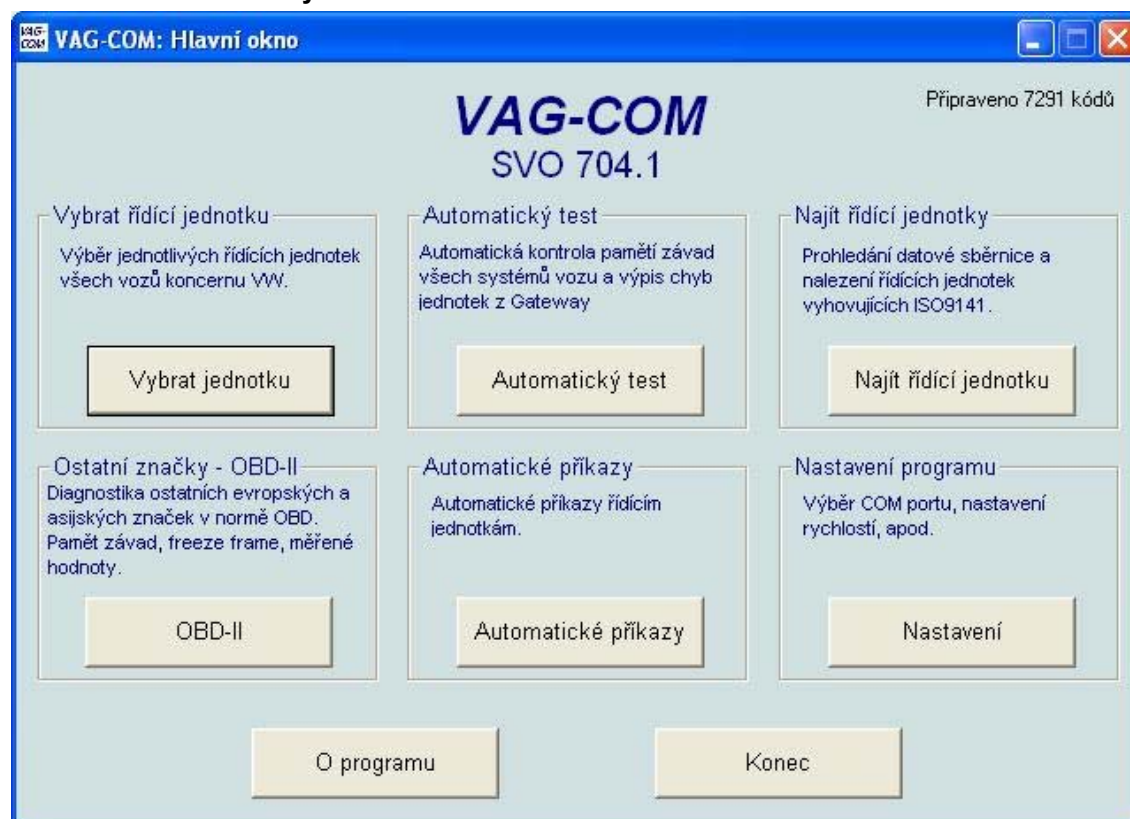 VAG-COM: Hlavní okno
VAG-COM
SVO 704.1
Připraveno 7291 kódů
Vybrat řídící jednotku
Výběr jednotlivých řídících jednotek
všech vozů koncernu VW.
Vybrat jednotku
Automatický test
Automatická kontrola pamětí závad
všech systémů vozu a výpis chyb
jednotek z Gateway
Automatický test
Najít řídící jednotky
Prohledání datové sběrnice a
nalezení řídících jednotek
vyhovujících ISO9141.
Najít řídící jednotku
Ostatní značky - OBD-II
Diagnostika ostatních evropských a
asijských značek v normě OBD.
Pamět závad, freeze frame, měřené
hodnoty.
OBD-II
Automatické příkazy
Automatické příkazy řídícím
jednotkám.
Automatické příkazy
Nastavení programu
Výběr COM portu, nastavení
rychlostí, apod.
Nastavení
O programu
Konec